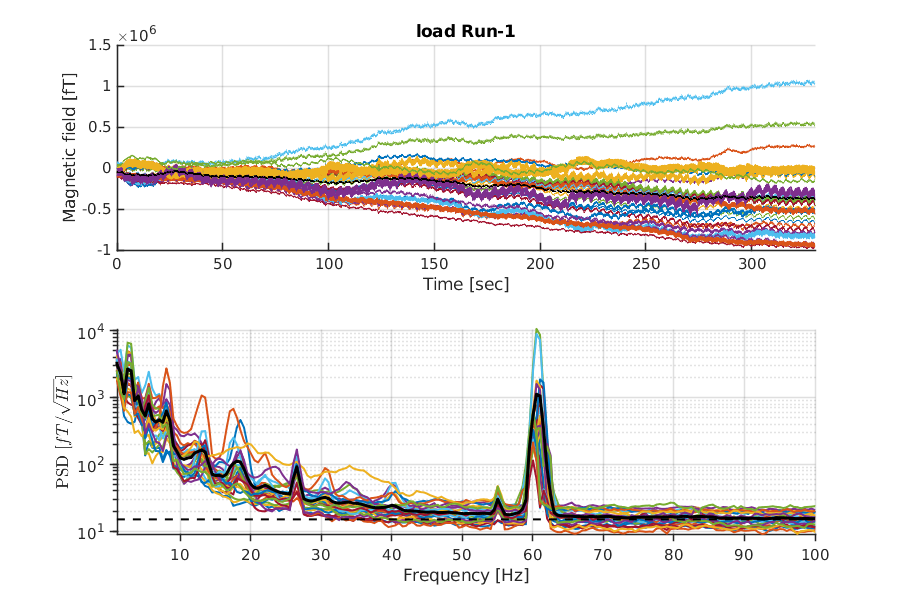 load Run-1
×10⁶
1.5
1
0.5
0
-0.5
-1
Magnetic field [fT]
0 50 100 150 200 250 300
Time [sec]
10⁴
10³
10²
10¹
PSD [fT/√Hz]
10 20 30 40 50 60 70 80 90 100
Frequency [Hz]